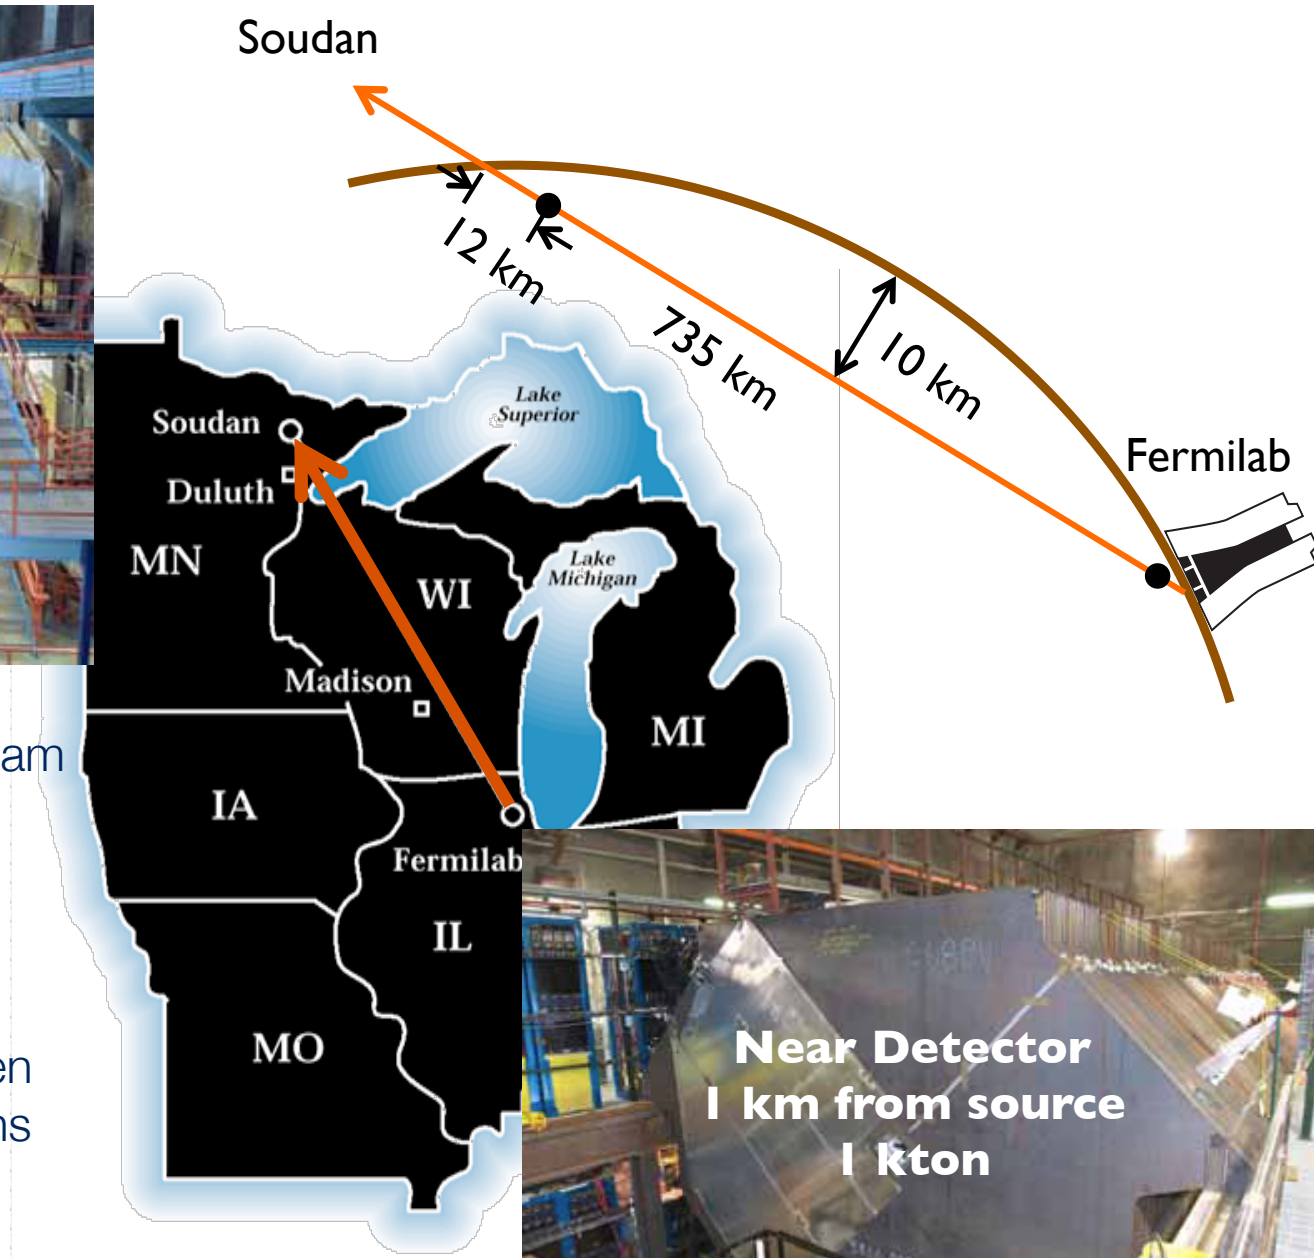 Soudan
12 km
735 km
10 km
Fermilab
Lake
Superior
Soudan
Duluth
MN
Lake
Michigan
WI
Madison
MI
am
IA
Fermilab
IL
MO
en
ns
Near Detector
1 km from source
1 kton